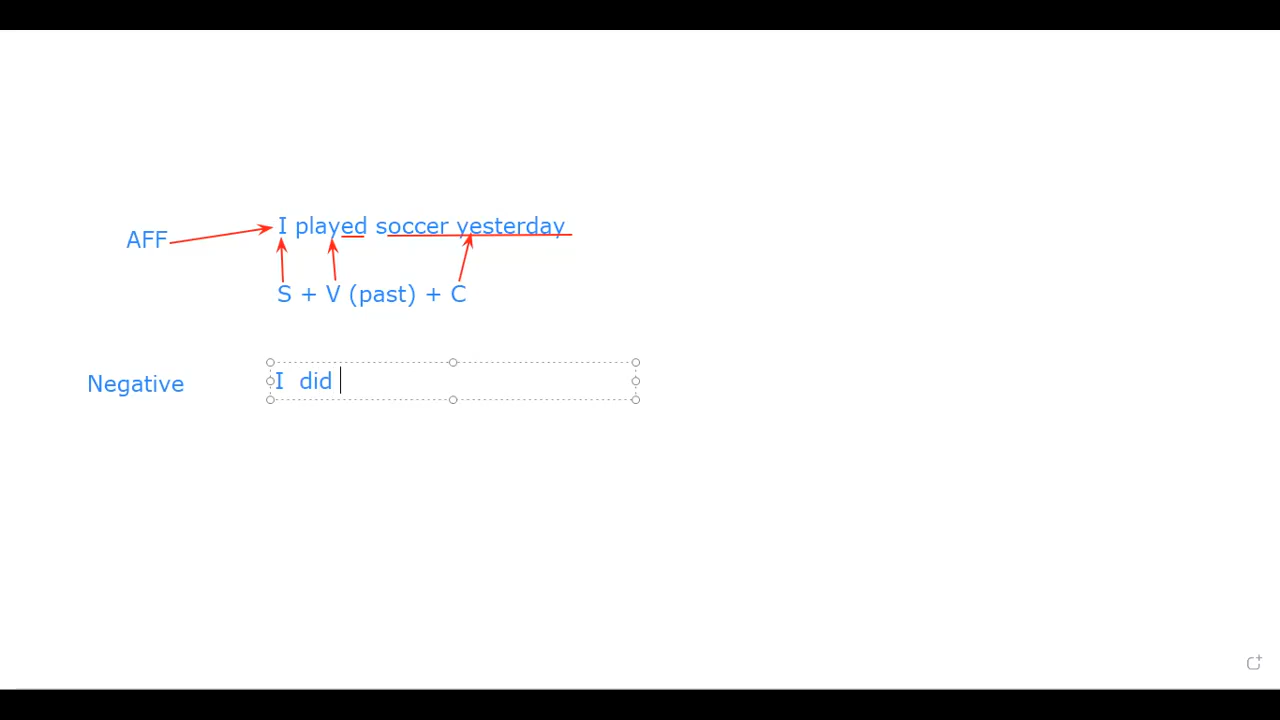 I played soccer yesterday
AFF
S + V (past) + C
Negative
I did